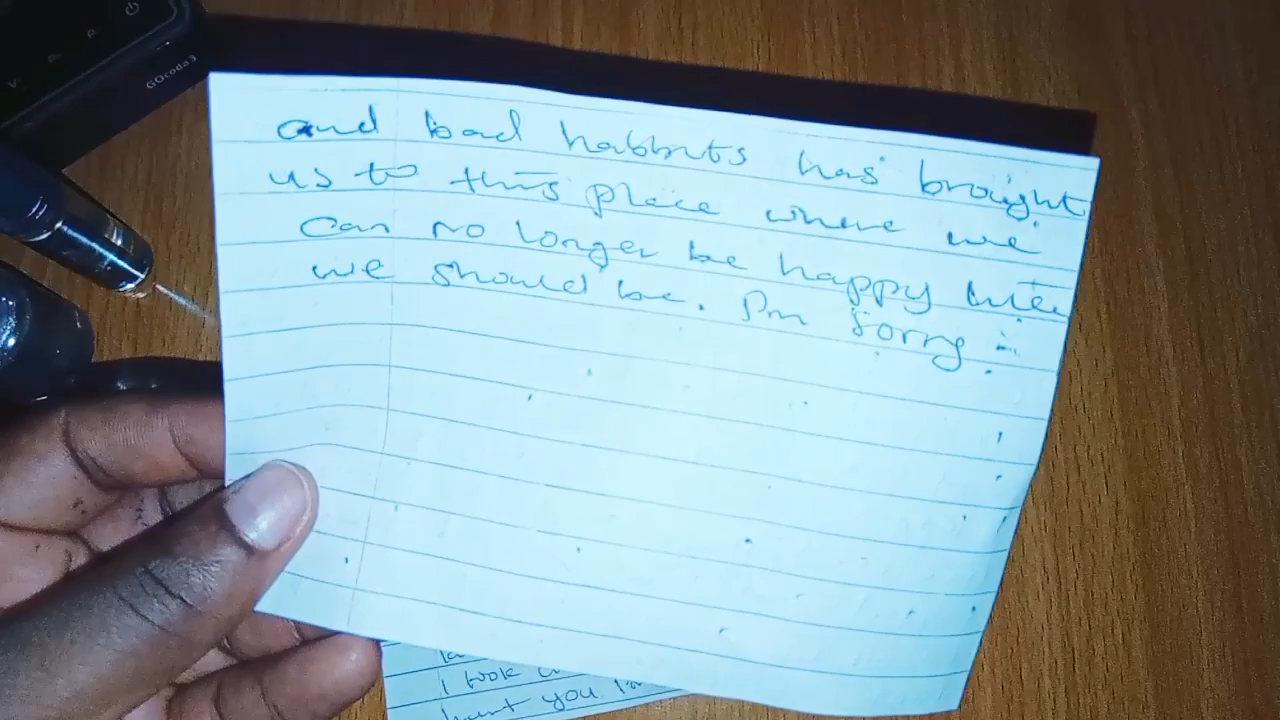 GOcoda3
and bad habbits has brought
us to this place where we
can no longer be happy like
we should be. I'm sorry
I took
hurt you